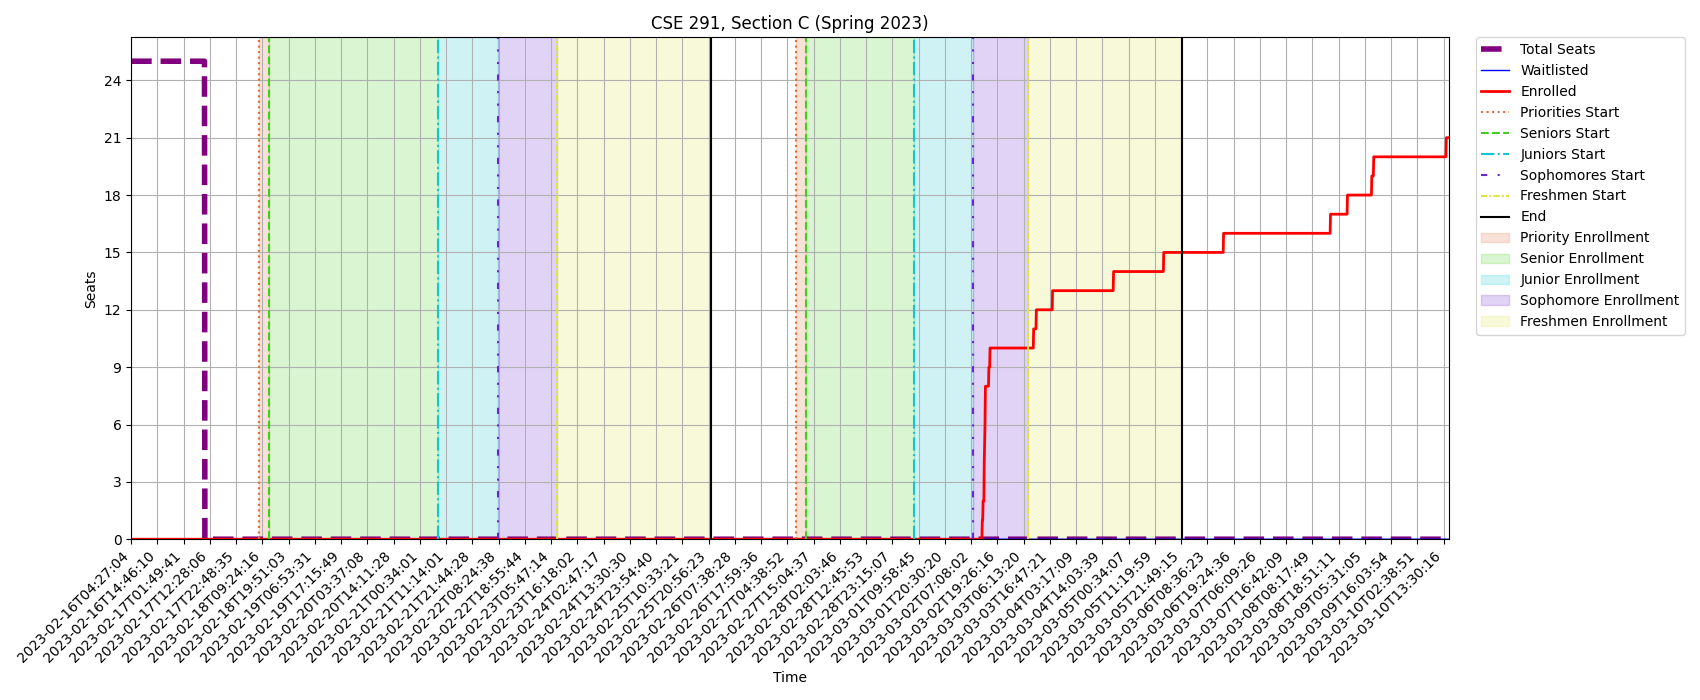 CSE 291, Section C (Spring 2023)
Total Seats
Waitlisted
Enrolled
Priorities Start
Seniors Start
Juniors Start
Sophomores Start
Freshmen Start
End
Priority Enrollment
Senior Enrollment
Junior Enrollment
Sophomore Enrollment
Freshmen Enrollment
Seats
24
21
18
15
12
9
6
3
0
2023-02-16T04:27:04
2023-02-16T14:46:10
2023-02-17T01:49:41
2023-02-17T12:28:06
2023-02-17T22:48:35
2023-02-18T09:24:16
2023-02-18T19:51:03
2023-02-19T06:53:31
2023-02-19T17:15:49
2023-02-20T03:37:08
2023-02-20T14:11:28
2023-02-21T00:34:01
2023-02-21T11:14:01
2023-02-21T21:44:28
2023-02-22T08:24:38
2023-02-22T18:55:44
2023-02-23T05:47:14
2023-02-23T16:18:02
2023-02-24T02:47:17
2023-02-24T13:30:30
2023-02-24T23:54:40
2023-02-25T10:33:21
2023-02-25T20:56:23
2023-02-26T07:38:28
2023-02-26T17:59:36
2023-02-27T04:38:52
2023-02-27T15:04:37
2023-02-28T02:03:46
2023-02-28T12:45:53
2023-02-28T23:15:07
2023-03-01T09:58:45
2023-03-01T20:30:20
2023-03-02T07:08:02
2023-03-02T19:26:16
2023-03-03T06:13:20
2023-03-03T16:47:21
2023-03-04T03:17:09
2023-03-04T14:03:39
2023-03-05T00:34:07
2023-03-05T11:19:59
2023-03-05T21:49:15
2023-03-06T08:36:23
2023-03-06T19:24:36
2023-03-07T06:09:26
2023-03-07T16:42:09
2023-03-08T08:17:49
2023-03-08T18:51:11
2023-03-09T05:31:05
2023-03-09T16:03:54
2023-03-10T02:38:51
2023-03-10T13:30:16
Time